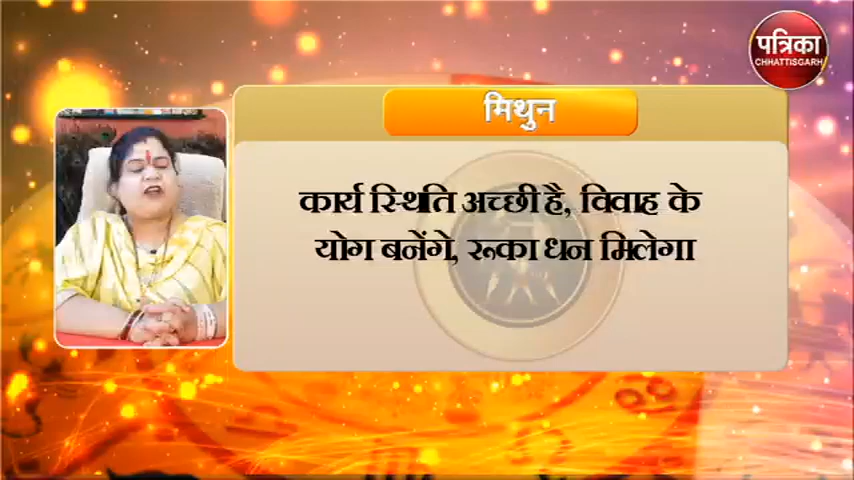 पत्रिका
CHHATTISGARH
मिथुन
कार्य स्थिति अच्छी है, विवाह के
योग बनेंगे, रूका धन मिलेगा